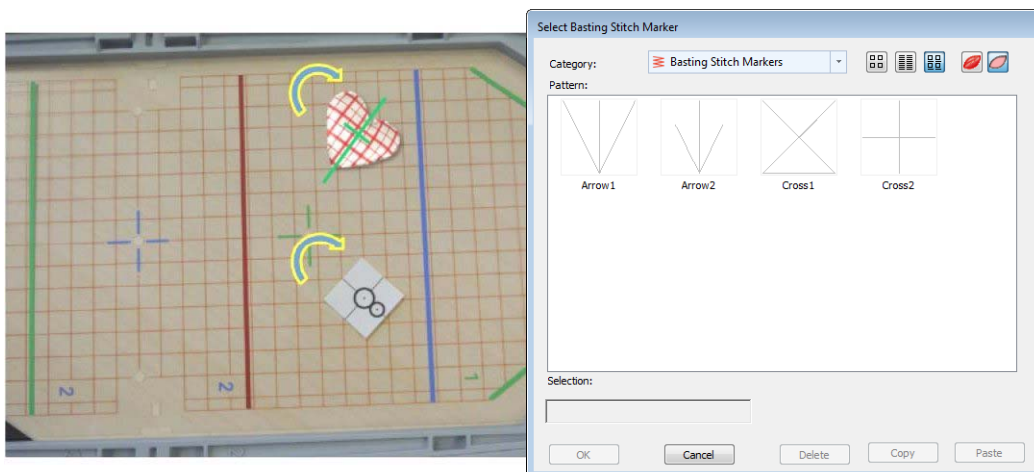 Select Basting Stitch Marker
Category:
Basting Stitch Markers
Pattern:
Arrow1
Arrow2
Cross1
Cross2
Selection:
OK
Cancel
Delete
Copy
Paste
2
2
1